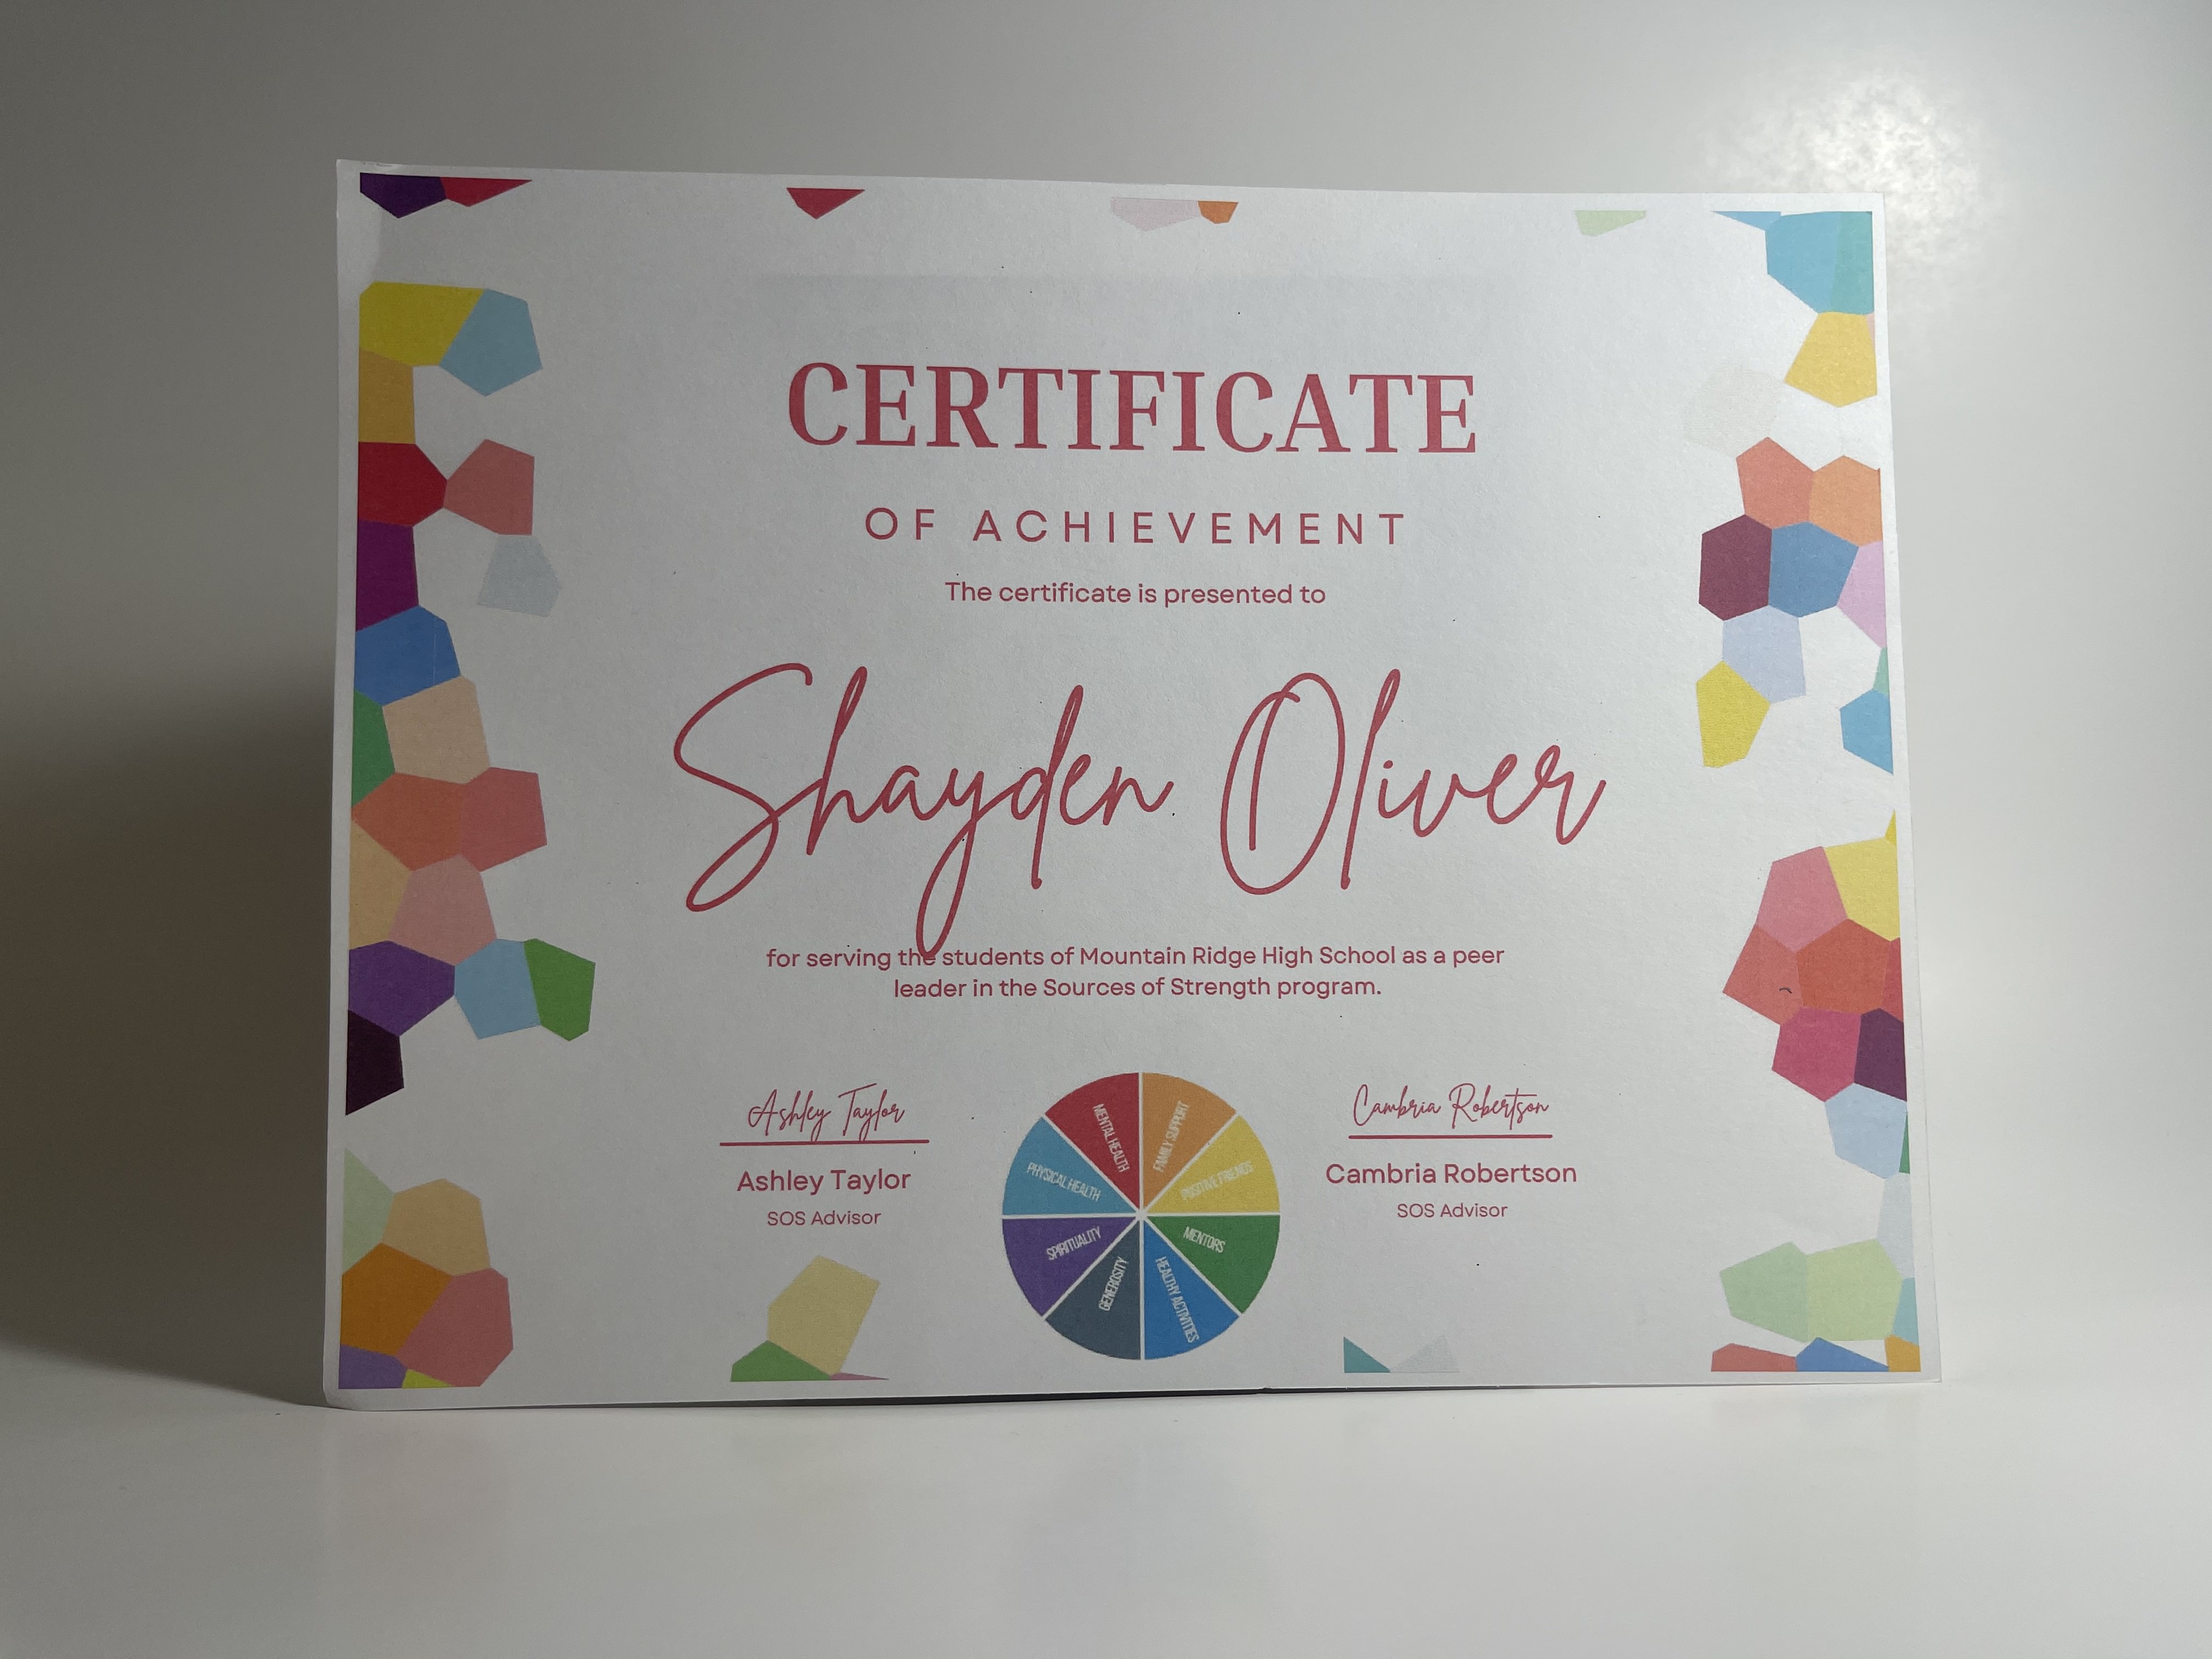 CERTIFICATE
OF ACHIEVEMENT
The certificate is presented to
Shayden Oliver
for serving the students of Mountain Ridge High School as a peer
leader in the Sources of Strength program.
Ashley Taylor
Ashley Taylor
SOS Advisor
MENTAL HEALTH
FAMILY SUPPORT
POSITIVE FRIENDS
MENTORS
HEALTHY ACTIVITIES
GENEROSITY
SPIRITUALITY
PHYSICAL HEALTH
Cambria Robertson
Cambria Robertson
SOS Advisor